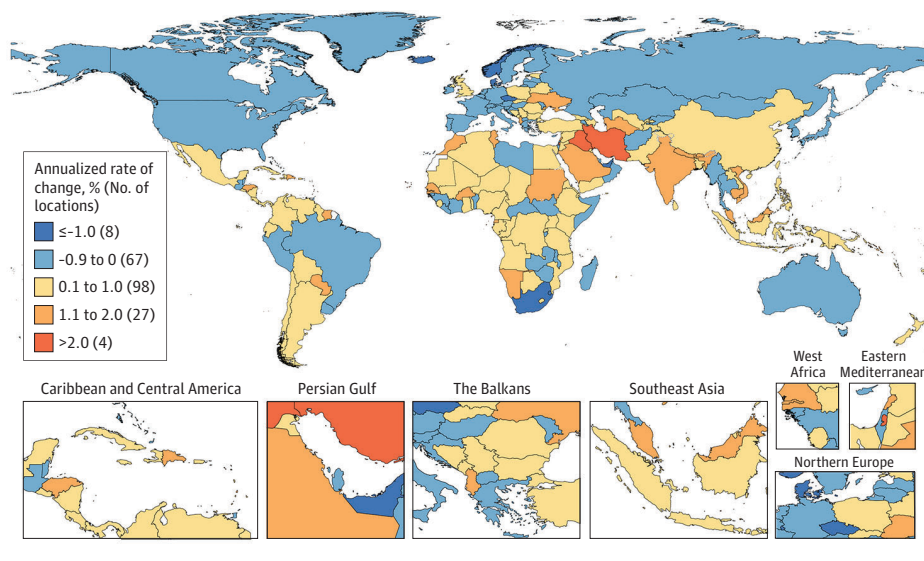 Annualized rate of
change, % (No. of
locations)
≤-1.0 (8)
-0.9 to 0 (67)
0.1 to 1.0 (98)
1.1 to 2.0 (27)
>2.0 (4)
West
Africa
Eastern
Mediterranean
Caribbean and Central America
Persian Gulf
The Balkans
Southeast Asia
Northern Europe